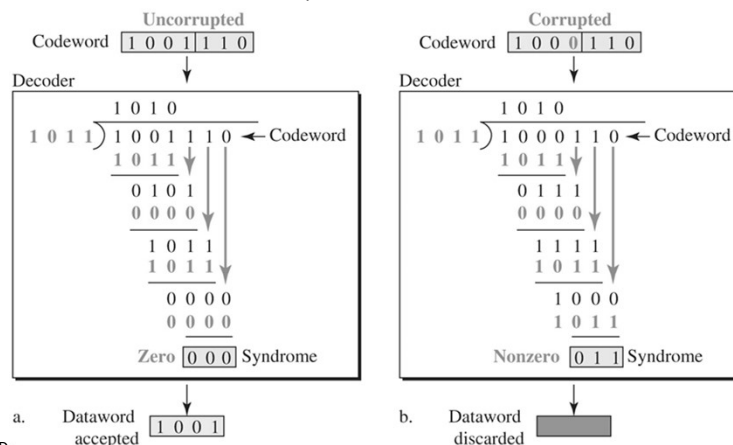 Uncorrupted
Codeword 1 0 0 1 1 1 0
Decoder
1 0 1 0
1 0 1 1 ) 1 0 0 1 1 1 0 Codeword
1 0 1 1
0 1 0 1
0 0 0 0
1 0 1 1
1 0 1 1
0 0 0 0
0 0 0 0
Zero 0 0 0 Syndrome
a. Dataword
accepted 1 0 0 1
Corrupted
Codeword 1 0 0 0 1 1 0
Decoder
1 0 1 0
1 0 1 1 ) 1 0 0 0 1 1 0 Codeword
1 0 1 1
0 1 1 1
0 0 0 0
1 1 1 1
1 0 1 1
1 0 0 0
1 0 1 1
Nonzero 0 1 1 Syndrome
b. Dataword
discarded